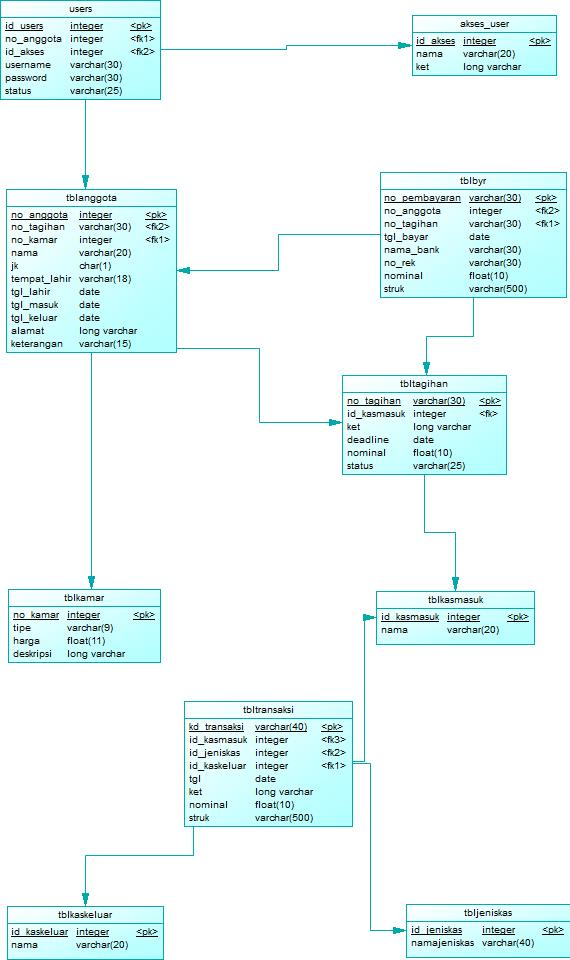 users
id_users integer <pk>
no_anggota integer <fk1>
id_akses integer <fk2>
username varchar(30)
password varchar(30)
status varchar(25)
akses_user
id_akses integer <pk>
nama varchar(20)
ket long varchar
tblanggota
no_anggota integer <pk>
no_tagihan varchar(30) <fk2>
no_kamar integer <fk1>
nama varchar(20)
jk char(1)
tempat_lahir varchar(18)
tgl_lahir date
tgl_masuk date
tgl_keluar date
alamat long varchar
keterangan varchar(15)
tblbyr
no_pembayaran varchar(30) <pk>
no_anggota integer <fk2>
no_tagihan varchar(30) <fk1>
tgl_bayar date
nama_bank varchar(30)
no_rek varchar(30)
nominal float(10)
struk varchar(500)
tbltagihan
no_tagihan varchar(30) <pk>
id_kasmasuk integer <fk>
ket long varchar
deadline date
nominal float(10)
status varchar(25)
tblkamar
no_kamar integer <pk>
tipe varchar(9)
harga float(11)
deskripsi long varchar
tblkasmasuk
id_kasmasuk integer <pk>
nama varchar(20)
tbltransaksi
kd_transaksi varchar(40) <pk>
id_kasmasuk integer <fk3>
id_jeniskas integer <fk2>
id_kaskeluar integer <fk1>
tgl date
ket long varchar
nominal float(10)
struk varchar(500)
tblkaskeluar
id_kaskeluar integer <pk>
nama varchar(20)
tbljeniskas
id_jeniskas integer <pk>
namajeniskas varchar(40)